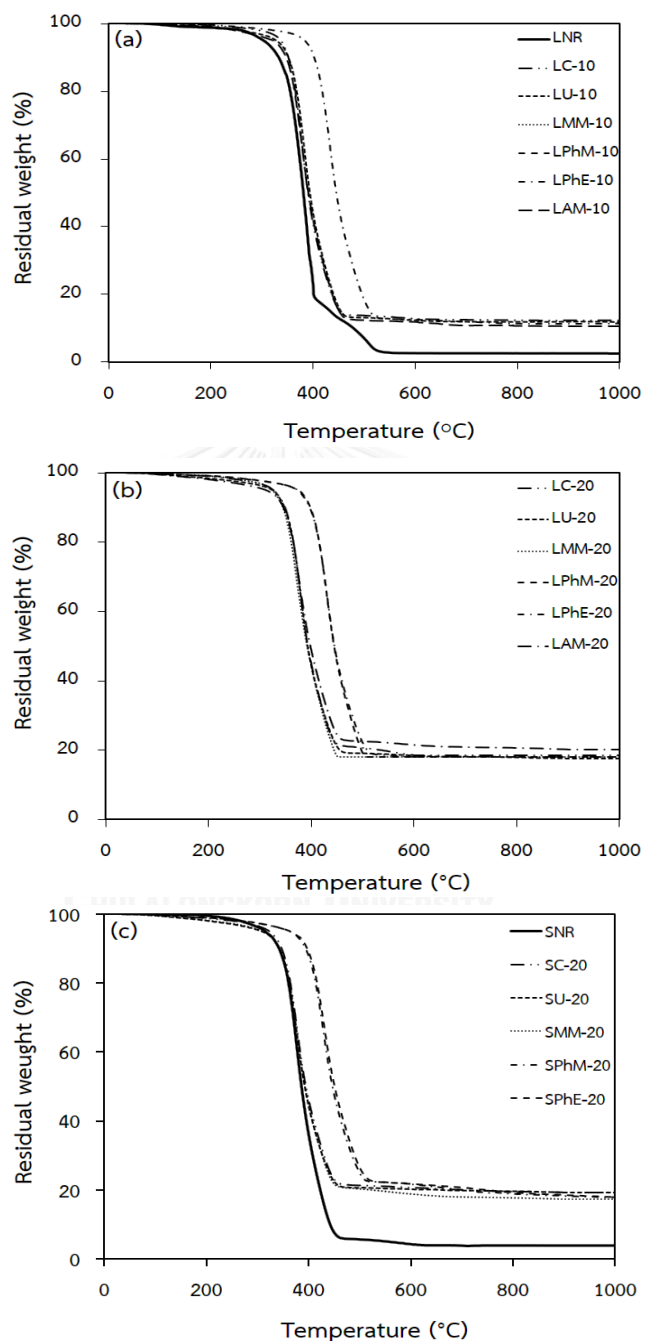 (a)
Residual weight (%)
100
80
60
40
20
0
LNR
LC-10
LU-10
LMM-10
LPhM-10
LPhE-10
LAM-10
0 200 400 600 800 1000
Temperature (°C)
(b)
Residual weight (%)
100
80
60
40
20
0
LC-20
LU-20
LMM-20
LPhM-20
LPhE-20
LAM-20
0 200 400 600 800 1000
Temperature (°C)
(c)
Residual weught (%)
100
80
60
40
20
0
SNR
SC-20
SU-20
SMM-20
SPhM-20
SPhE-20
0 200 400 600 800 1000
Temperature (°C)